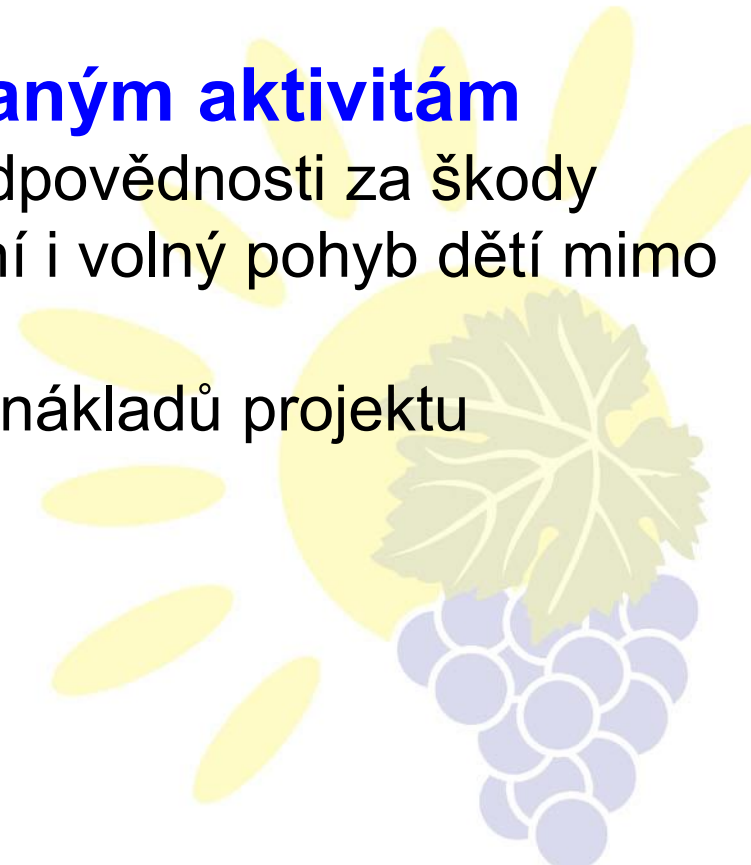 aným aktivitám
dpovědnosti za škody
ní i volný pohyb dětí mimo
nákladů projektu